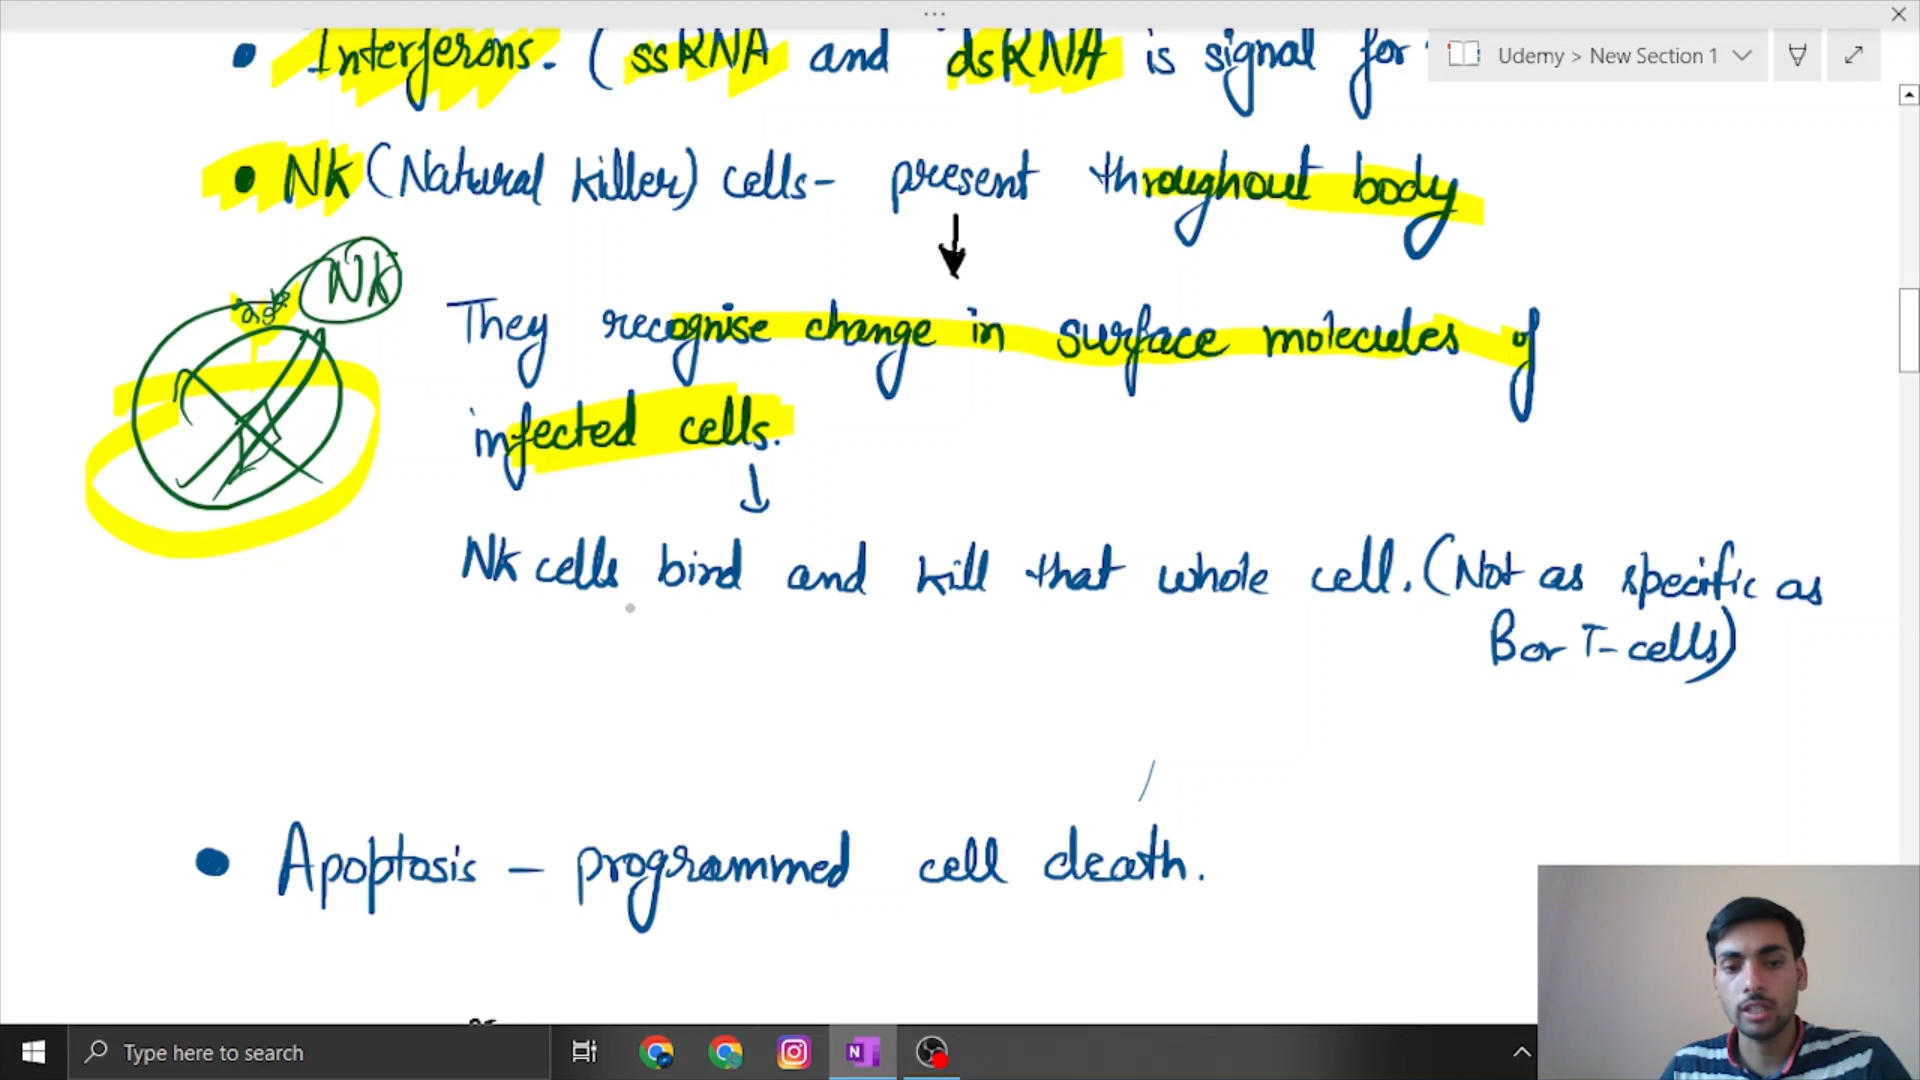 ...
• Interferons. (ssRNA and dsRNA is signal for
Udemy > New Section 1
• NK (Natural killer) cells- present throughout body
NK
ag
They recognise change in surface molecules of
infected cells.
NK cells bind and kill that whole cell. (Not as specific as
B or T-cells)
• Apoptosis – programmed cell death.
Type here to search
N